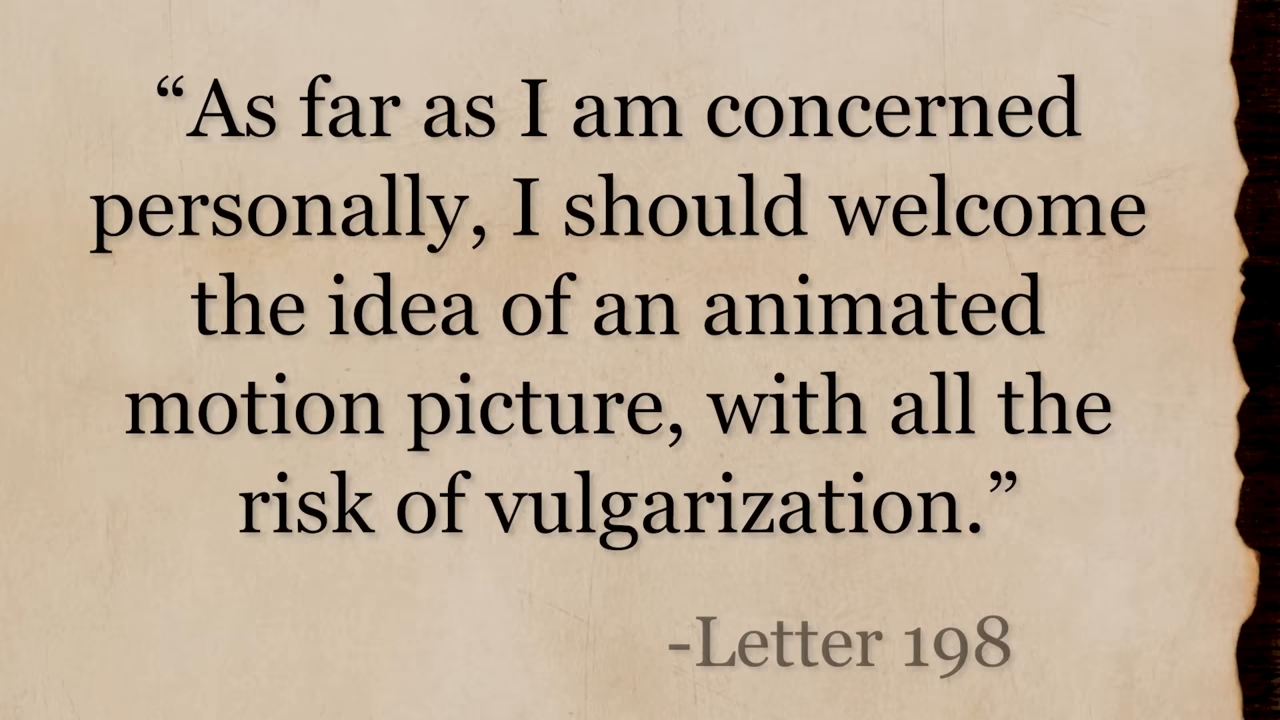 “As far as I am concerned
personally, I should welcome
the idea of an animated
motion picture, with all the
risk of vulgarization.”
-Letter 198